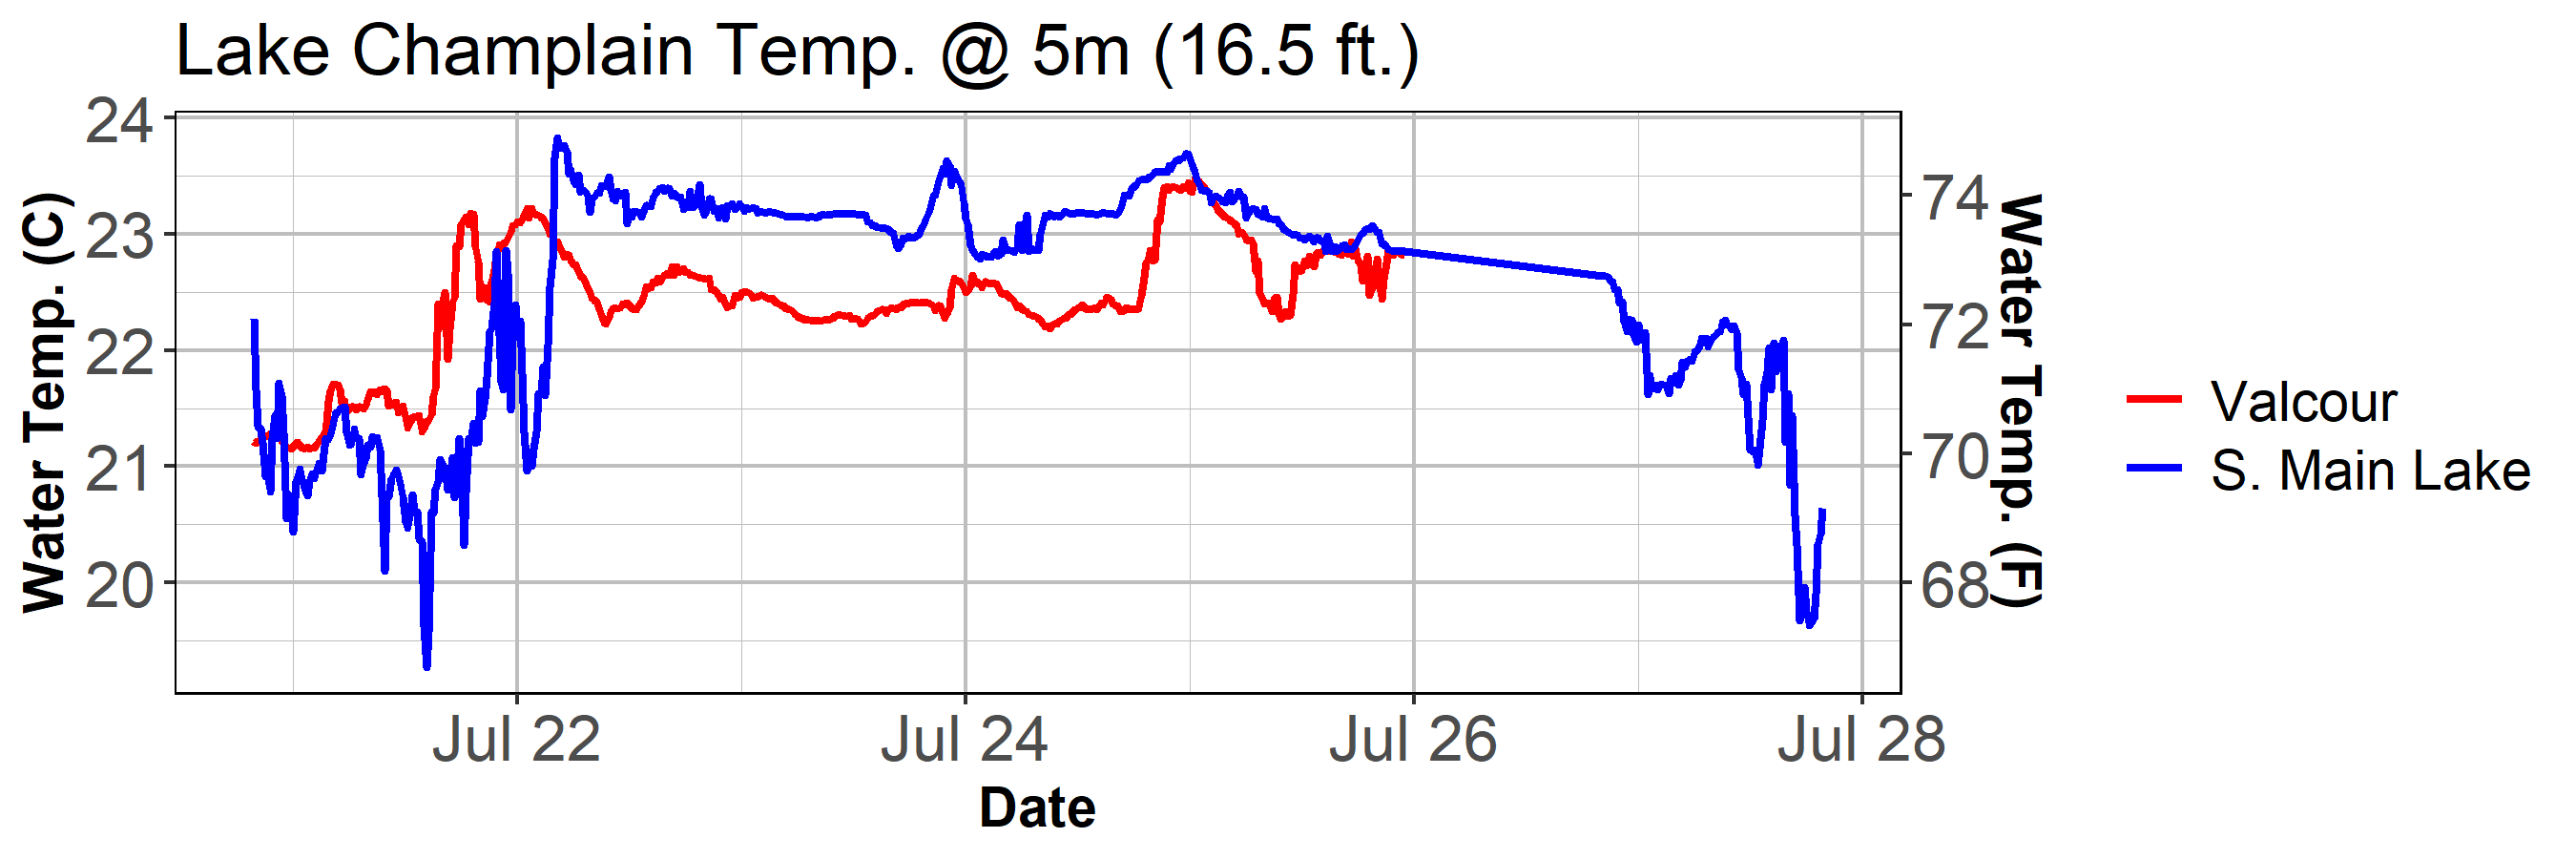 Lake Champlain Temp. @ 5m (16.5 ft.)
Water Temp. (C)
24
23
22
21
20
74
72
70
68
Water Temp. (F)
Jul 22 Jul 24 Jul 26 Jul 28
Date
Valcour
S. Main Lake